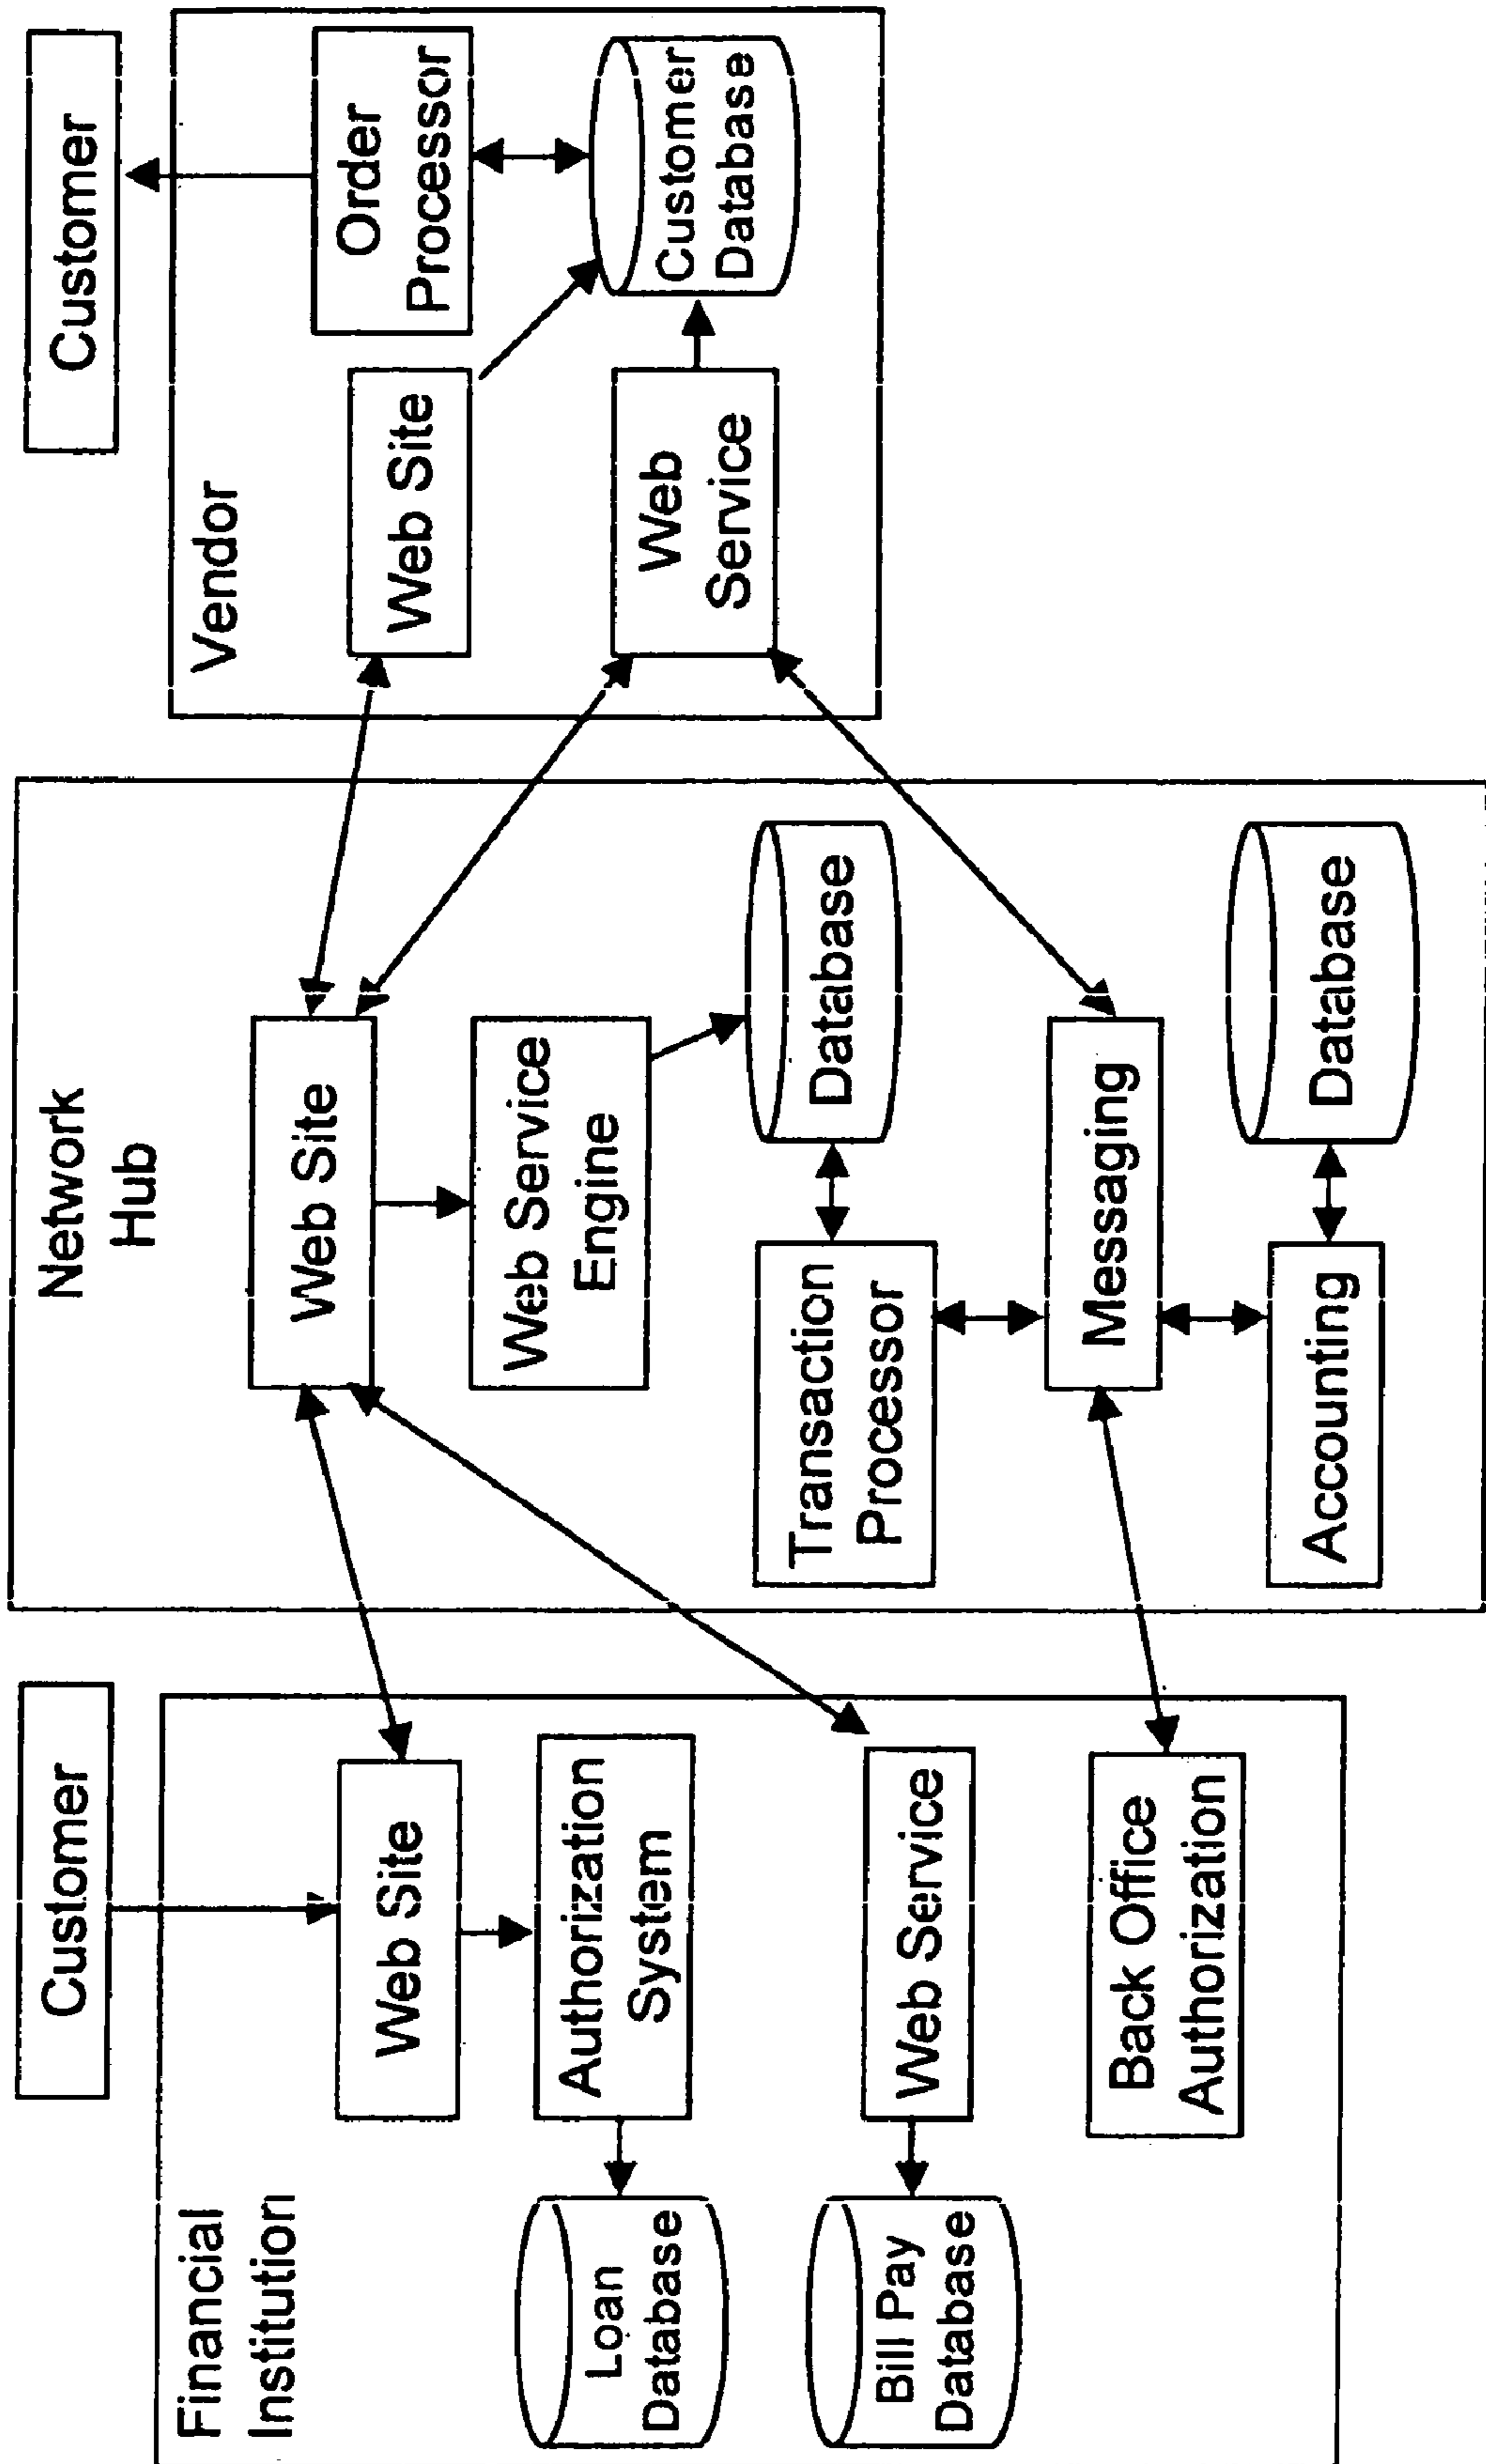 Customer
Financial
Institution
Web Site
Authorization
System
Loan
Database
Web Service
Bill Pay
Database
Back Office
Authorization
Network
Hub
Web Site
Web Service
Engine
Database
Transaction
Processor
Messaging
Accounting
Database
Customer
Vendor
Web Site
Order
Processor
Web
Service
Customer
Database